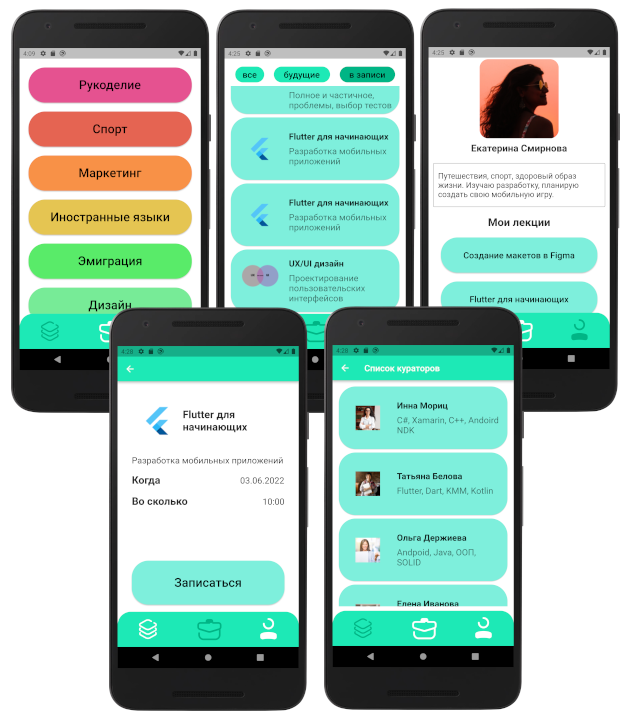 4:09
Рукоделие
Спорт
Маркетинг
Иностранные языки
Эмиграция
Дизайн
4:25
все
будущие
в записи
Полное и частичное,
проблемы, выбор тестов
Flutter для начинающих
Разработка мобильных
приложений
Flutter для начинающих
Разработка мобильных
приложений
UX/UI дизайн
Проектирование
пользовательских
интерфейсов
4:25
Екатерина Смирнова
Путешествия, спорт, здоровый образ
жизни. Изучаю разработку, планирую
создать свою мобильную игру.
Мои лекции
Создание макетов в Figma
Flutter для начинающих
4:28
Flutter для
начинающих
Разработка мобильных приложений
Когда 03.06.2022
Во сколько 10:00
Записаться
4:28
Список кураторов
Инна Мориц
C#, Xamarin, C++, Andoird
NDK
Татьяна Белова
Flutter, Dart, KMM, Kotlin
Ольга Держиева
Andpoid, Java, ООП,
SOLID
Елена Иванова